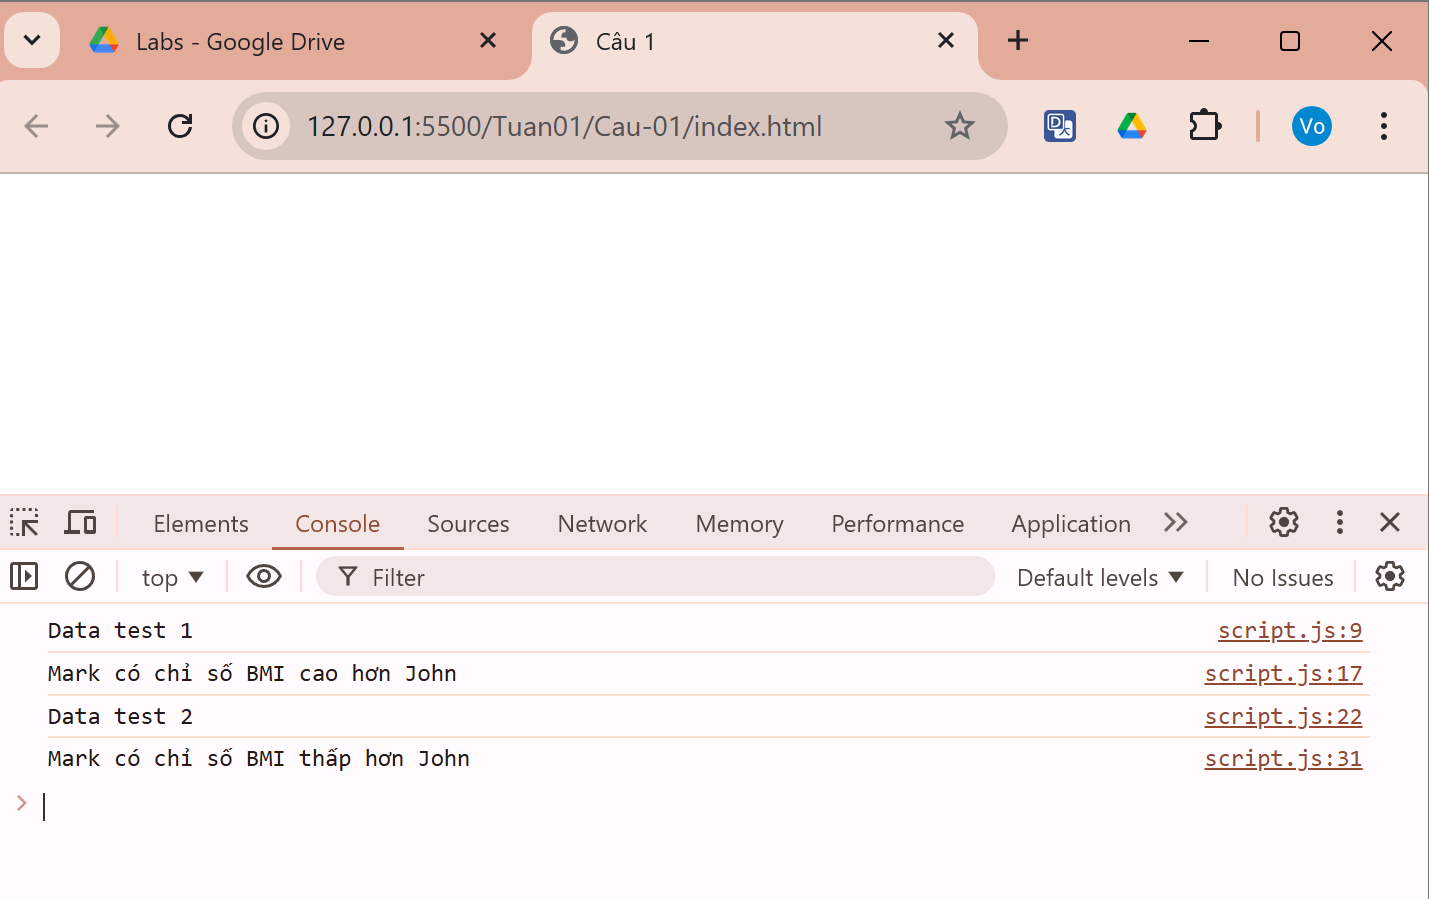 Labs - Google Drive
Câu 1
127.0.0.1:5500/Tuan01/Cau-01/index.html
Vo
Elements Console Sources Network Memory Performance Application
top Filter Default levels No Issues
Data test 1 script.js:9
Mark có chỉ số BMI cao hơn John script.js:17
Data test 2 script.js:22
Mark có chỉ số BMI thấp hơn John script.js:31